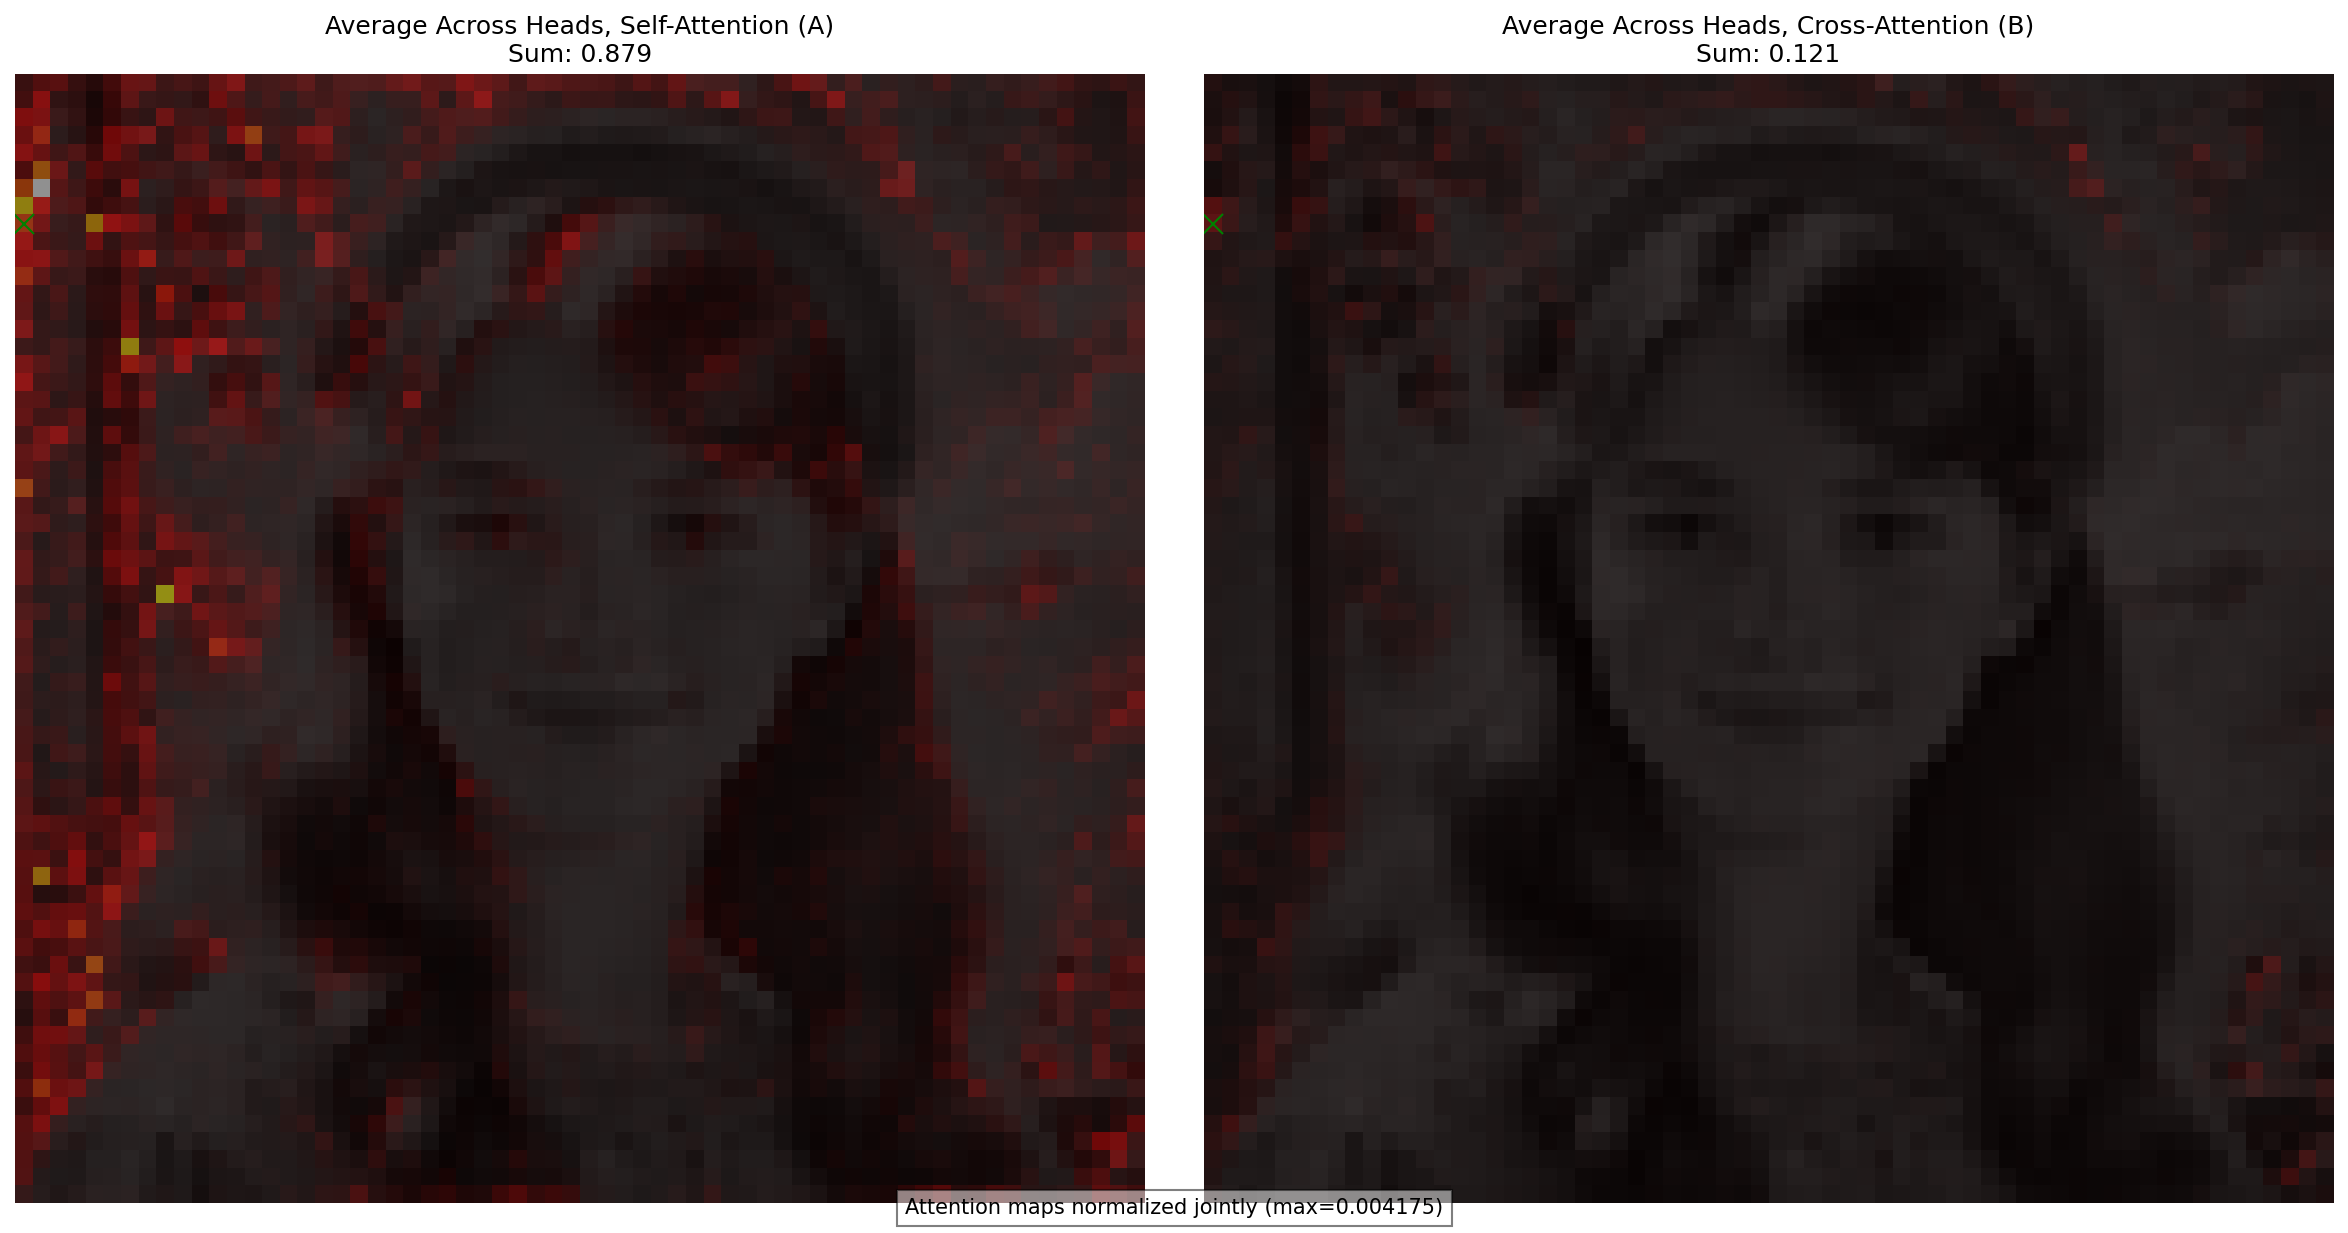 Average Across Heads, Self-Attention (A)
Sum: 0.879
Average Across Heads, Cross-Attention (B)
Sum: 0.121
Attention maps normalized jointly (max=0.004175)